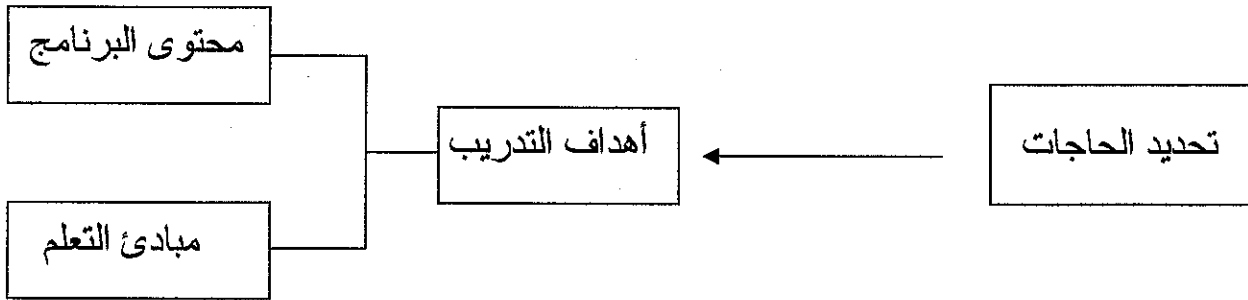 تحديد الحاجات
أهداف التدريب
محتوى البرنامج
مبادئ التعلم